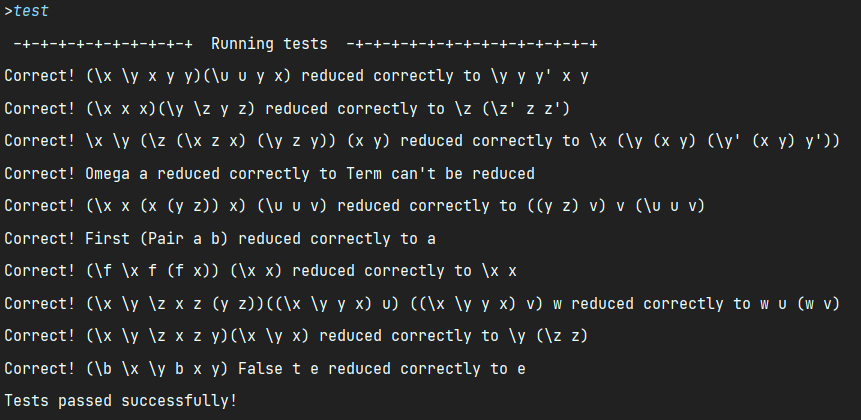 >test
-+-+-+-+-+-+-+-+-+-+  Running tests  -+-+-+-+-+-+-+-+-+-+-+-+-+-+
Correct! (\x \y x y y)(\u u y x) reduced correctly to \y y y' x y
Correct! (\x x x)(\y \z y z) reduced correctly to \z (\z' z z')
Correct! \x \y (\z (\x z x) (\y z y)) (x y) reduced correctly to \x (\y (x y) (\y' (x y) y'))
Correct! Omega a reduced correctly to Term can't be reduced
Correct! (\x x (x (y z)) x) (\u u v) reduced correctly to ((y z) v) v (\u u v)
Correct! First (Pair a b) reduced correctly to a
Correct! (\f \x f (f x)) (\x x) reduced correctly to \x x
Correct! (\x \y \z x z (y z))((\x \y y x) u) ((\x \y y x) v) w reduced correctly to w u (w v)
Correct! (\x \y \z x z y)(\x \y x) reduced correctly to \y (\z z)
Correct! (\b \x \y b x y) False t e reduced correctly to e
Tests passed successfully!